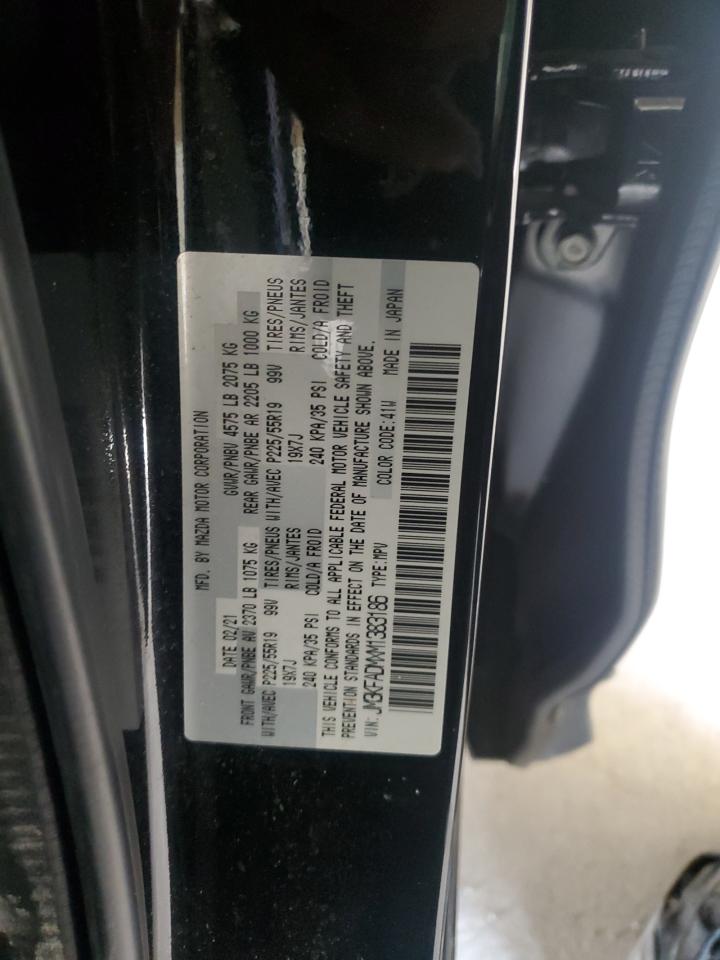 MFD. BY MAZDA MOTOR CORPORATION
DATE 02/21 GVWR/PNBV 4575 LB 2075 KG
FRONT GAWR/PNBE AV 2370 LB 1075 KG REAR GAWR/PNBE AR 2205 LB 1000 KG
WITH/AVEC P225/55R19 99V TIRES/PNEUS WITH/AVEC P225/55R19 99V TIRES/PNEUS
19X7J RIMS/JANTES 19X7J RIMS/JANTES
240 KPA/35 PSI COLD/A FROID 240 KPA/35 PSI COLD/A FROID
THIS VEHICLE CONFORMS TO ALL APPLICABLE FEDERAL MOTOR VEHICLE SAFETY AND THEFT
PREVENTION STANDARDS IN EFFECT ON THE DATE OF MANUFACTURE SHOWN ABOVE.
VIN: JM3KFADMXM1383186 TYPE:MPV COLOR CODE:41W MADE IN JAPAN